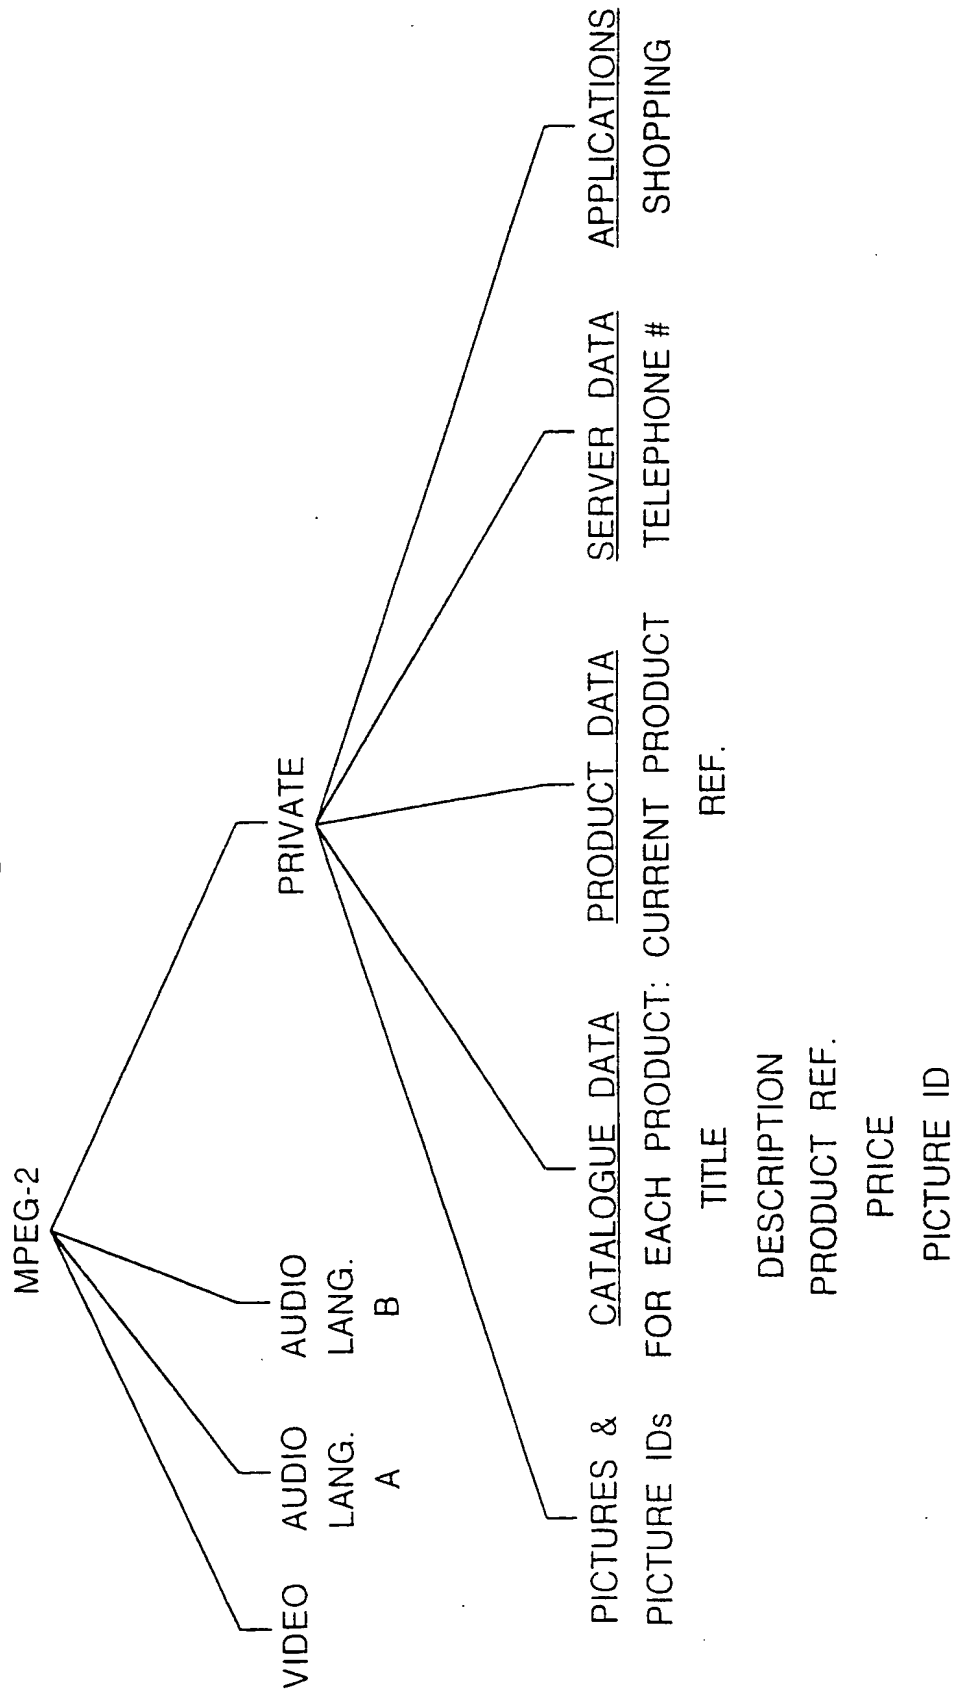 MPEG-2
VIDEO
AUDIO
LANG.
A
AUDIO
LANG.
B
PRIVATE
PICTURES &
PICTURE IDs
CATALOGUE DATA
FOR EACH PRODUCT:
TITLE
DESCRIPTION
PRODUCT REF.
PRICE
PICTURE ID
PRODUCT DATA
CURRENT PRODUCT
REF.
SERVER DATA
TELEPHONE #
APPLICATIONS
SHOPPING